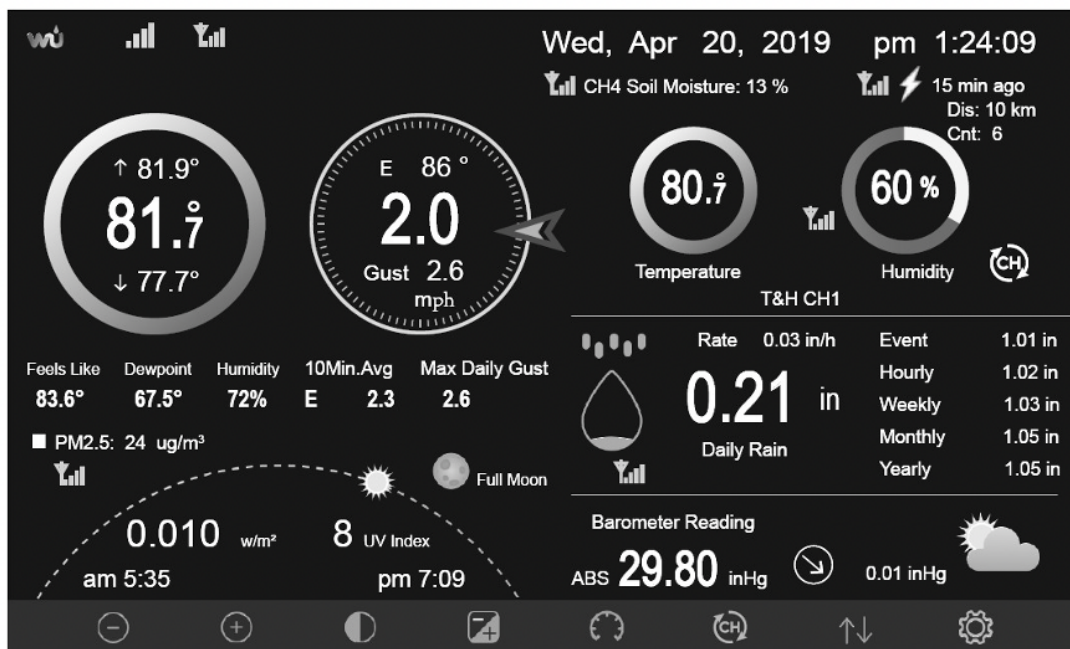 wu
Wed, Apr 20, 2019 pm 1:24:09
CH4 Soil Moisture: 13 %
15 min ago
Dis: 10 km
Cnt: 6
↑ 81.9°
81.7°
↓ 77.7°
E 86 °
2.0
Gust 2.6
mph
80.7°
Temperature
60 %
Humidity
CH
T&H CH1
Feels Like Dewpoint Humidity 10Min.Avg Max Daily Gust
83.6° 67.5° 72% E 2.3 2.6
PM2.5: 24 ug/m³
Full Moon
0.010 w/m² 8 UV Index
am 5:35 pm 7:09
Rate 0.03 in/h
0.21 in
Daily Rain
Event 1.01 in
Hourly 1.02 in
Weekly 1.03 in
Monthly 1.05 in
Yearly 1.05 in
Barometer Reading
ABS 29.80 inHg 0.01 inHg
CH